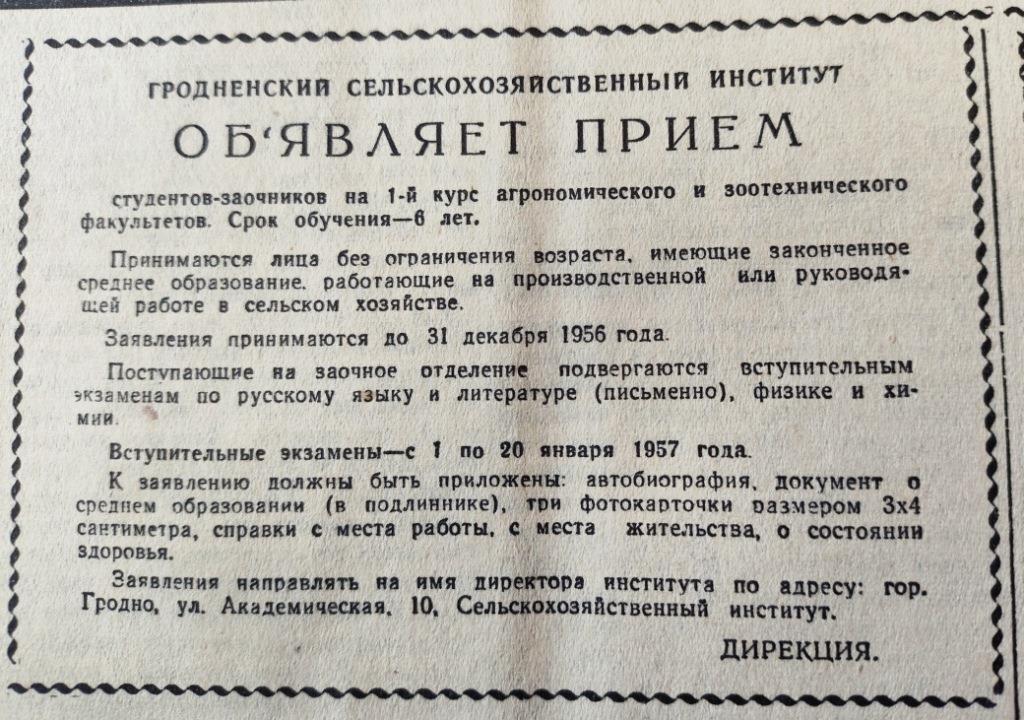 ГРОДНЕНСКИЙ СЕЛЬСКОХОЗЯЙСТВЕННЫЙ ИНСТИТУТ
ОБ‘ЯВЛЯЕТ ПРИЕМ
студентов-заочников на 1-й курс агрономического и зоотехнического
факультетов. Срок обучения—6 лет.
Принимаются лица без ограничения возраста, имеющие законченное
среднее образование, работающие на производственной или руководя-
щей работе в сельском хозяйстве.
Заявления принимаются до 31 декабря 1956 года.
Поступающие на заочное отделение подвергаются вступительным
экзаменам по русскому языку и литературе (письменно), физике и хи-
мии.
Вступительные экзамены—с 1 по 20 января 1957 года.
К заявлению должны быть приложены: автобиография, документ о
среднем образовании (в подлиннике), три фотокарточки размером 3х4
сантиметра, справки с места работы, с места жительства, о состоянии
здоровья.
Заявления направлять на имя директора института по адресу: гор.
Гродно, ул. Академическая, 10, Сельскохозяйственный институт.
ДИРЕКЦИЯ.